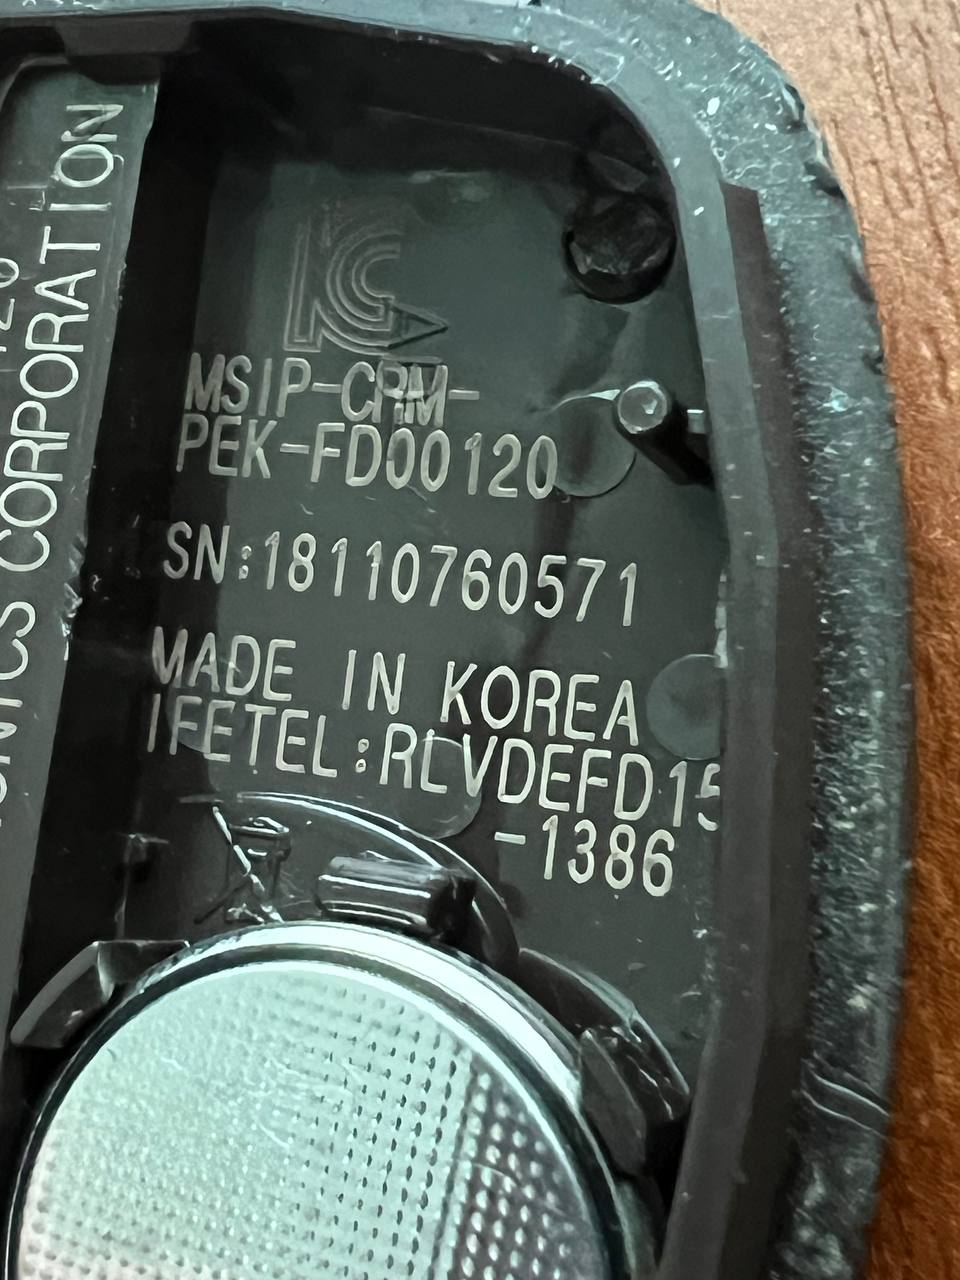 CORPORATION
MSIP-CRM-
PEK-FD00120
SN:18110760571
MADE IN KOREA
IFETEL:RLVDEFD15
-1386